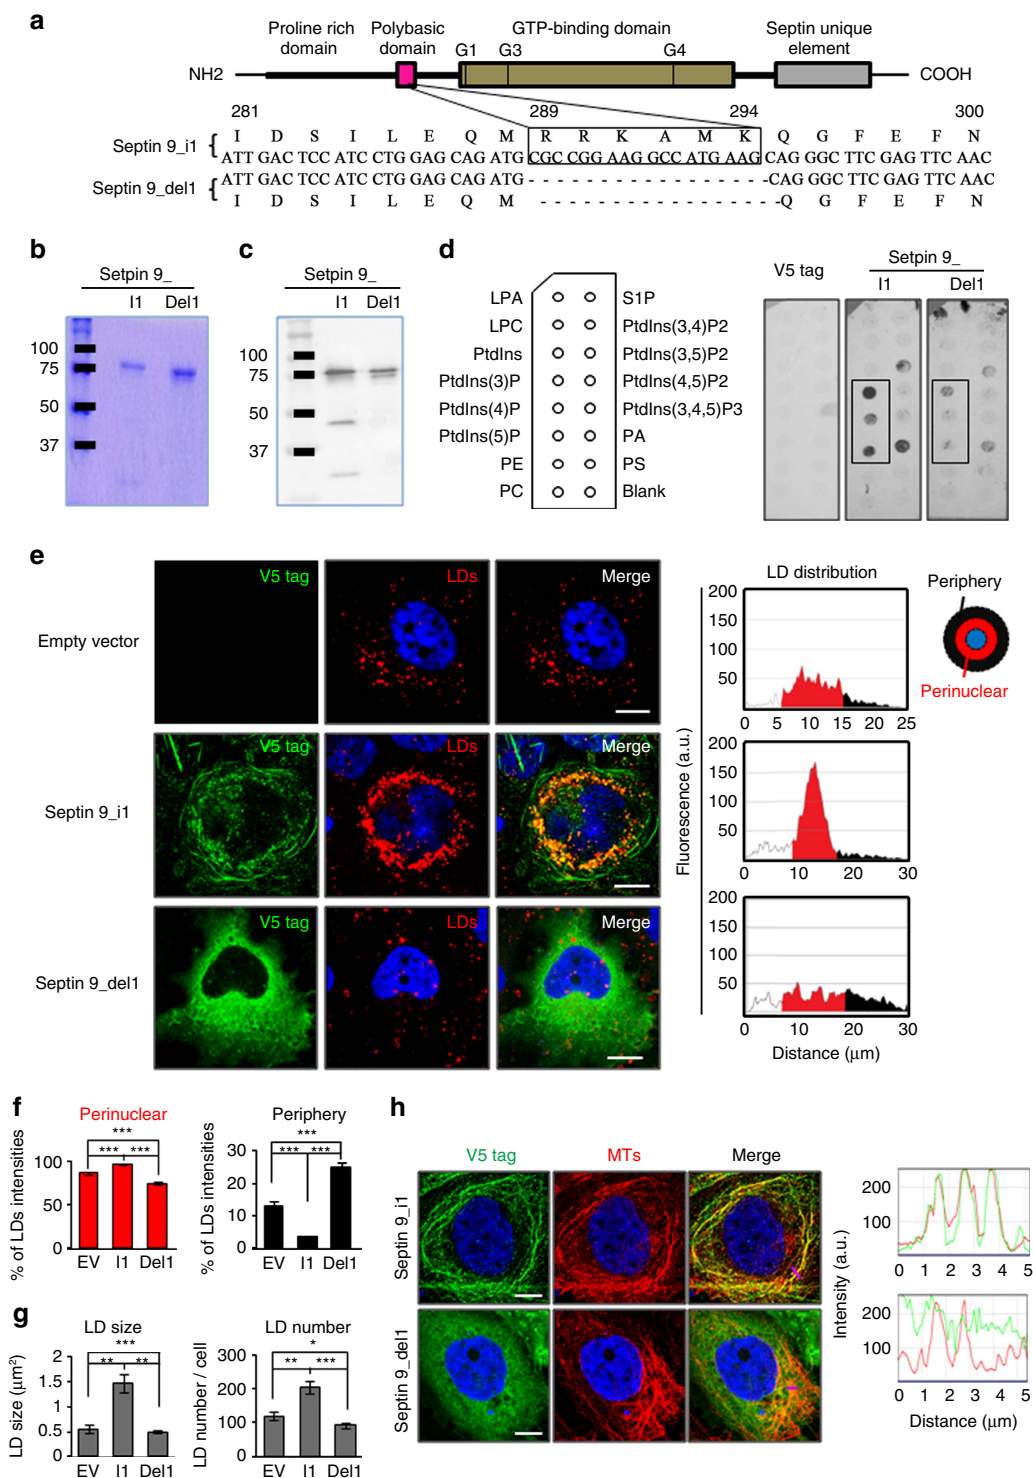 a
Proline rich domain
Polybasic domain
GTP-binding domain
Septin unique element
G1 G3 G4
NH2 COOH
281 289 294 300
I D S I L E Q M R R K A M K Q G F E F N
Septin 9_i1 { ATT GAC TCC ATC CTG GAG CAG ATG CGC CGG AAG GCC ATG AAG CAG GGC TTC GAG TTC AAC
Septin 9_del1 { ATT GAC TCC ATC CTG GAG CAG ATG - - - - - - - - - - - - - - - - - CAG GGC TTC GAG TTC AAC
I D S I L E Q M - - - - - - - - - - - - - - - - - Q G F E F N
b
Setpin 9_
I1 Del1
100
75
50
37
c
Setpin 9_
I1 Del1
100
75
50
37
d
LPA S1P
LPC PtdIns(3,4)P2
PtdIns PtdIns(3,5)P2
PtdIns(3)P PtdIns(4,5)P2
PtdIns(4)P PtdIns(3,4,5)P3
PtdIns(5)P PA
PE PS
PC Blank
V5 tag
Setpin 9_
I1 Del1
e
V5 tag LDs Merge
Empty vector
V5 tag LDs Merge
Septin 9_i1
V5 tag LDs Merge
Septin 9_del1
LD distribution
Periphery
Perinuclear
Fluorescence (a.u.)
200
150
100
50
0 5 10 15 20 25
200
150
100
50
0 10 20 30
200
150
100
50
0 10 20 30
Distance (µm)
f
Perinuclear
% of LDs intensities
***
*** ***
100
50
0
EV I1 Del1
Periphery
% of LDs intensities
***
*** ***
30
20
10
0
EV I1 Del1
g
LD size
LD size (µm²)
***
** **
2
1.5
1
0.5
0
EV I1 Del1
LD number
LD number / cell
*
** ***
300
200
100
0
EV I1 Del1
h
V5 tag MTs Merge
Septin 9_i1
Septin 9_del1
Intensity (a.u.)
200
100
0 1 2 3 4 5
200
100
0 1 2 3 4 5
Distance (µm)